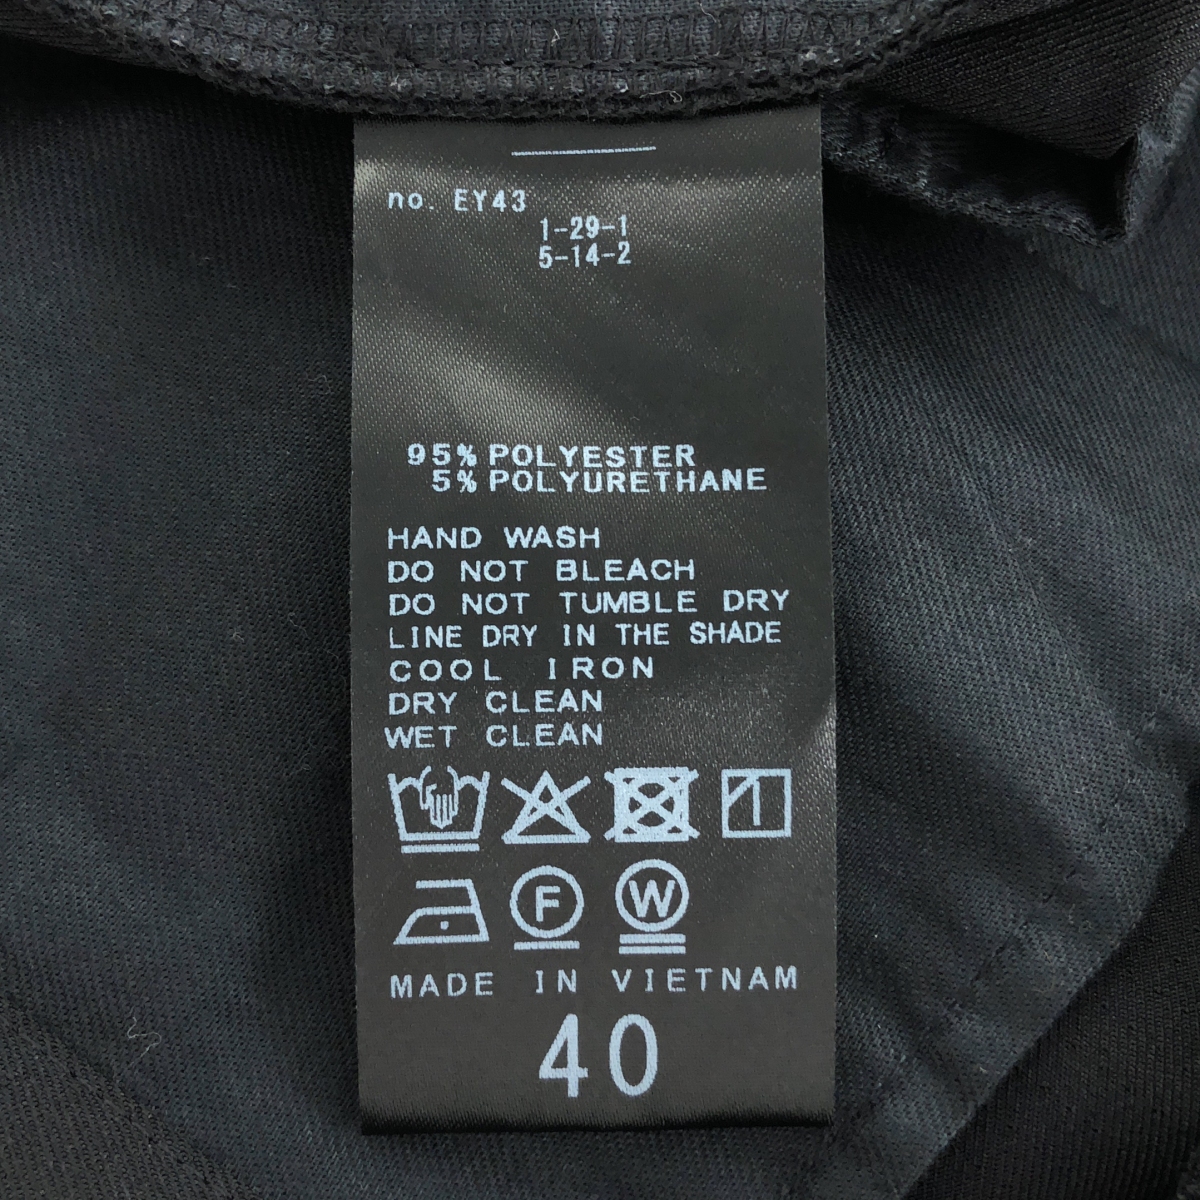 no. EY43
1-29-1
5-14-2
95% POLYESTER
5% POLYURETHANE
HAND WASH
DO NOT BLEACH
DO NOT TUMBLE DRY
LINE DRY IN THE SHADE
COOL IRON
DRY CLEAN
WET CLEAN
F W
MADE IN VIETNAM
40